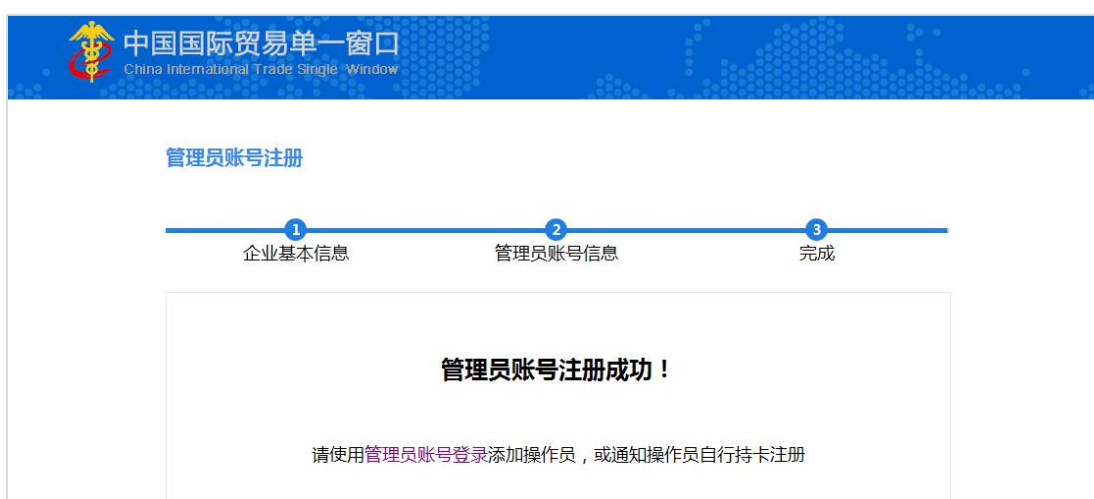 中国国际贸易单一窗口
China International Trade Single Window
管理员账号注册
1 2 3
企业基本信息 管理员账号信息 完成
管理员账号注册成功！
请使用管理员账号登录添加操作员，或通知操作员自行持卡注册